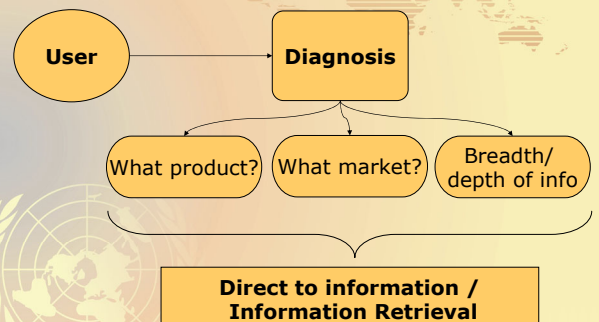 User
Diagnosis
What product?
What market?
Breadth/
depth of info
Direct to information /
Information Retrieval